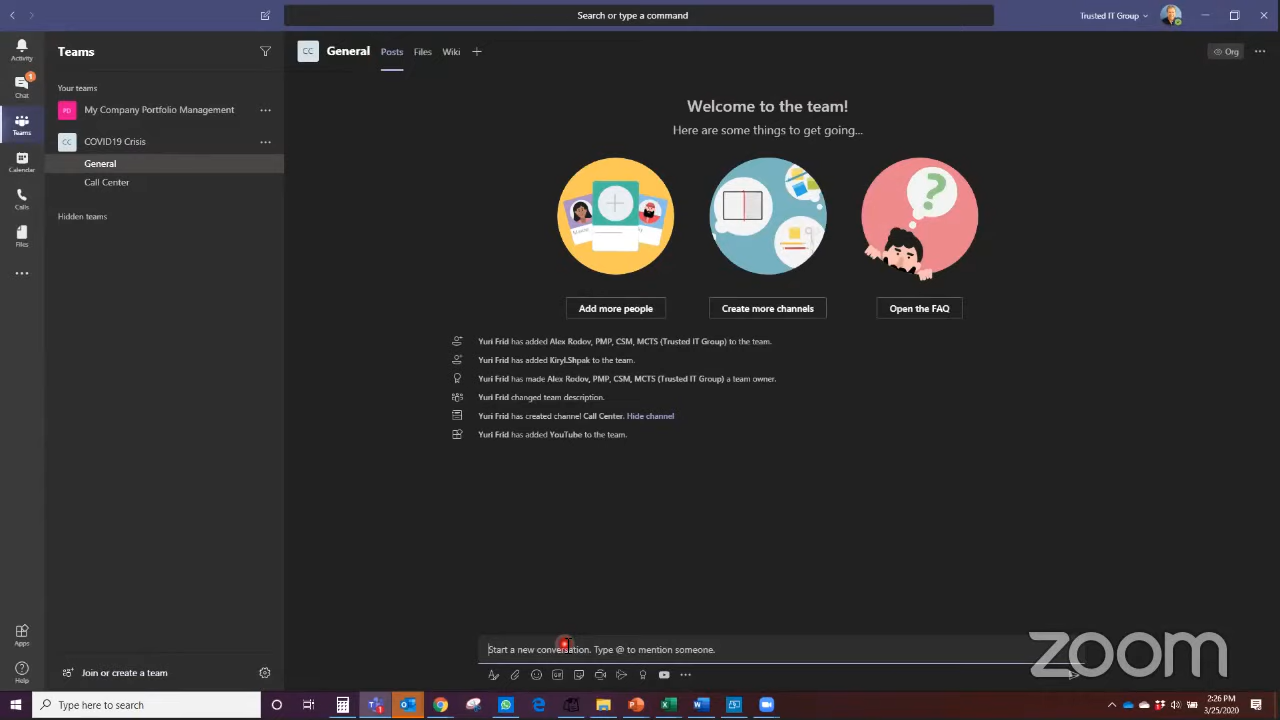 Search or type a command
Trusted IT Group
Activity
Chat
1
Teams
Calendar
Calls
Files
Apps
Help
Teams
Your teams
PD My Company Portfolio Management
CC COVID19 Crisis
General
Call Center
Hidden teams
Join or create a team
CC General Posts Files Wiki
Org
Welcome to the team!
Here are some things to get going...
Add more people
Create more channels
Open the FAQ
Yuri Frid has added Alex Rodov, PMP, CSM, MCTS (Trusted IT Group) to the team.
Yuri Frid has added Kiryl.Shpak to the team.
Yuri Frid has made Alex Rodov, PMP, CSM, MCTS (Trusted IT Group) a team owner.
Yuri Frid changed team description.
Yuri Frid has created channel Call Center. Hide channel
Yuri Frid has added YouTube to the team.
Start a new conversation. Type @ to mention someone.
GIF
zoom
Type here to search
2:26 PM
3/25/2020